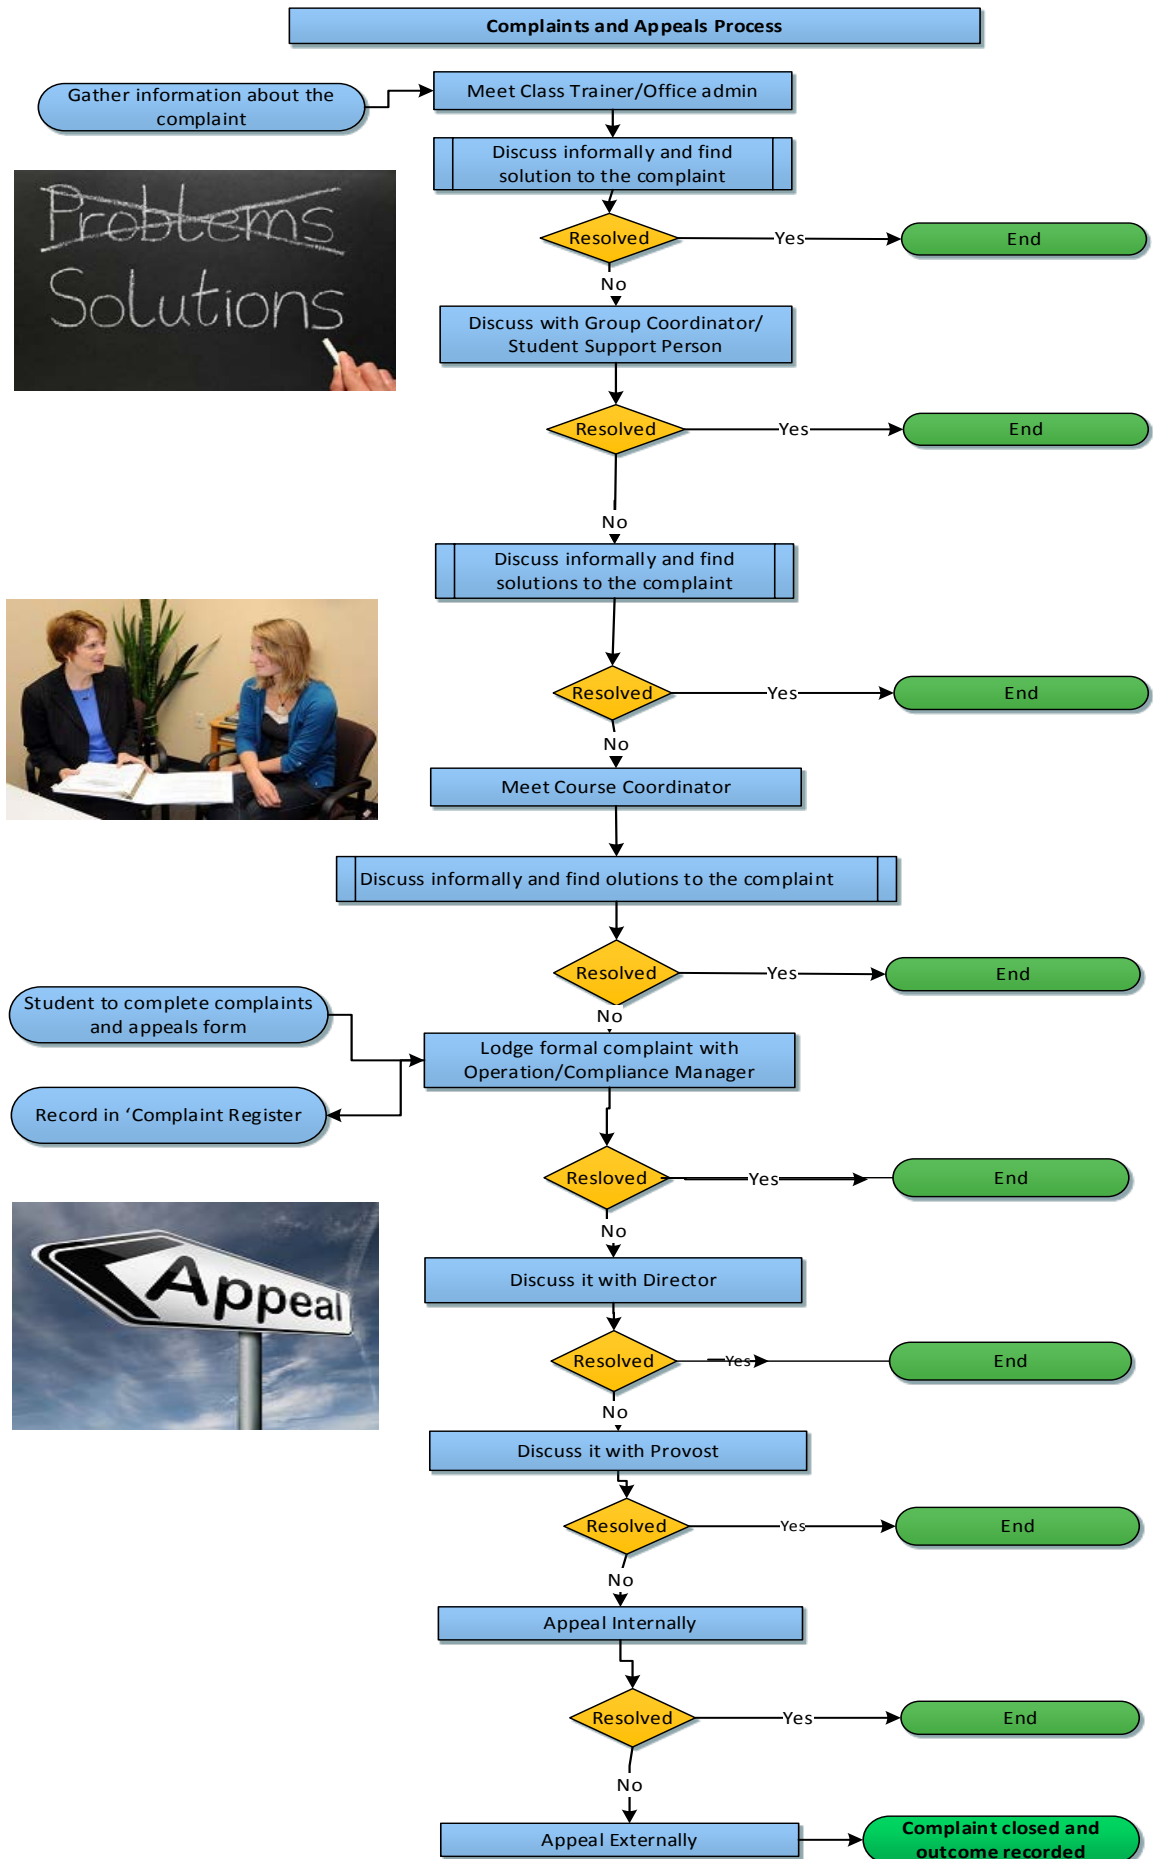 Complaints and Appeals Process
Gather information about the
complaint
Meet Class Trainer/Office admin
Discuss informally and find
solution to the complaint
Problems
Solutions
Resolved
Yes
End
No
Discuss with Group Coordinator/
Student Support Person
Resolved
Yes
End
No
Discuss informally and find
solutions to the complaint
Resolved
Yes
End
No
Meet Course Coordinator
Discuss informally and find olutions to the complaint
Resolved
Yes
End
No
Student to complete complaints
and appeals form
Lodge formal complaint with
Operation/Compliance Manager
Record in ‘Complaint Register
Resloved
Yes
End
No
Appeal
Discuss it with Director
Resolved
Yes
End
No
Discuss it with Provost
Resolved
Yes
End
No
Appeal Internally
Resolved
Yes
End
No
Appeal Externally
Complaint closed and
outcome recorded